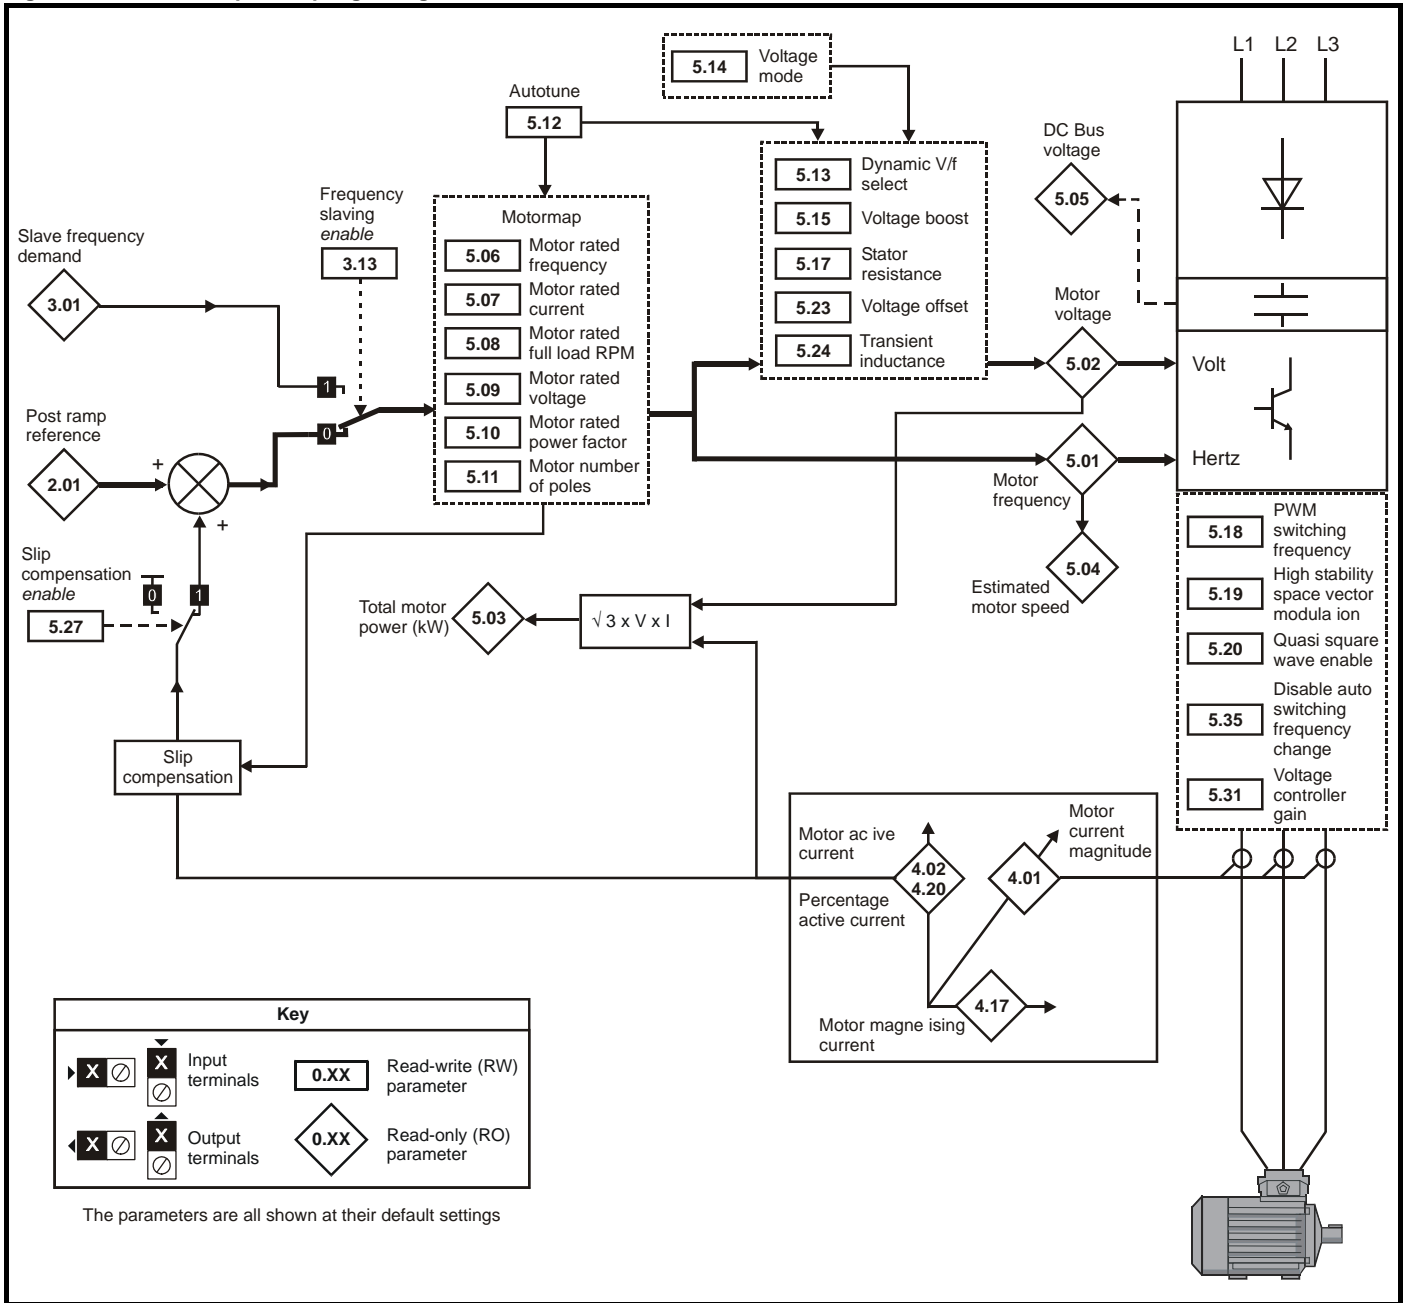 L1 L2 L3
5.14
Voltage
mode
Autotune
5.12
DC Bus
voltage
5.05
5.13
Dynamic V/f
select
5.15
Voltage boost
5.17
Stator
resistance
5.23
Voltage offset
5.24
Transient
inductance
Frequency
slaving
enable
3.13
Motormap
5.06
Motor rated
frequency
5.07
Motor rated
current
5.08
Motor rated
full load RPM
5.09
Motor rated
voltage
5.10
Motor rated
power factor
5.11
Motor number
of poles
Slave frequency
demand
3.01
1
0
Post ramp
reference
2.01
+
+
Motor
voltage
5.02
Volt
5.01
Hertz
Motor
frequency
5.04
Estimated
motor speed
Slip
compensation
enable
5.27
0
1
Total motor
power (kW)
5.03
√ 3 x V x I
5.18
PWM
switching
frequency
5.19
High stability
space vector
modula ion
5.20
Quasi square
wave enable
5.35
Disable auto
switching
frequency
change
5.31
Voltage
controller
gain
Slip
compensation
Motor ac ive
current
4.02
4.20
Percentage
active current
4.01
Motor
current
magnitude
4.17
Motor magne ising
current
Key
X
X
Input
terminals
0.XX
Read-write (RW)
parameter
X
X
Output
terminals
0.XX
Read-only (RO)
parameter
The parameters are all shown at their default settings